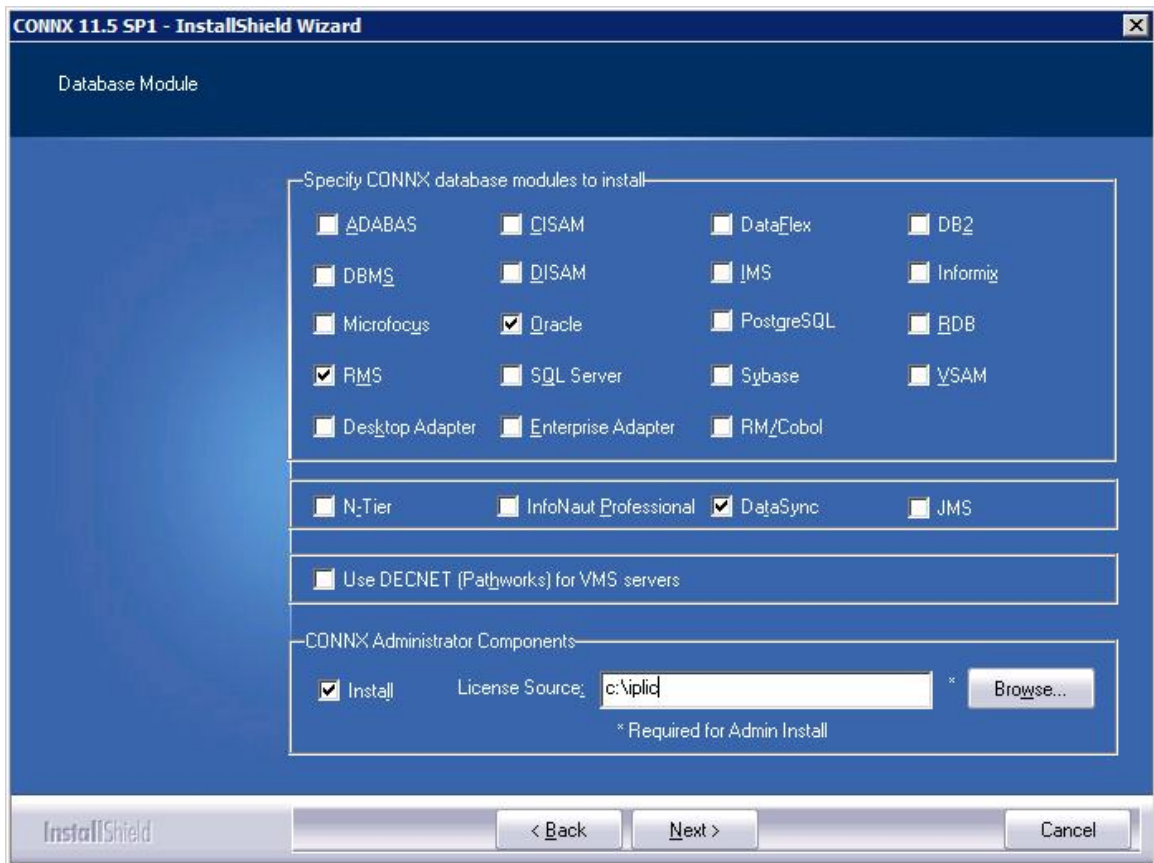 CONNX 11.5 SP1 - InstallShield Wizard
Database Module
Specify CONNX database modules to install
ADABAS CISAM DataFlex DB2
DBMS DISAM IMS Informix
Microfocus Oracle PostgreSQL RDB
RMS SQL Server Sybase VSAM
Desktop Adapter Enterprise Adapter RM/Cobol
N-Tier InfoNaut Professional DataSync JMS
Use DECNET (Pathworks) for VMS servers
CONNX Administrator Components
Install License Source: c:\iplic * Browse...
* Required for Admin Install
InstallShield < Back Next > Cancel